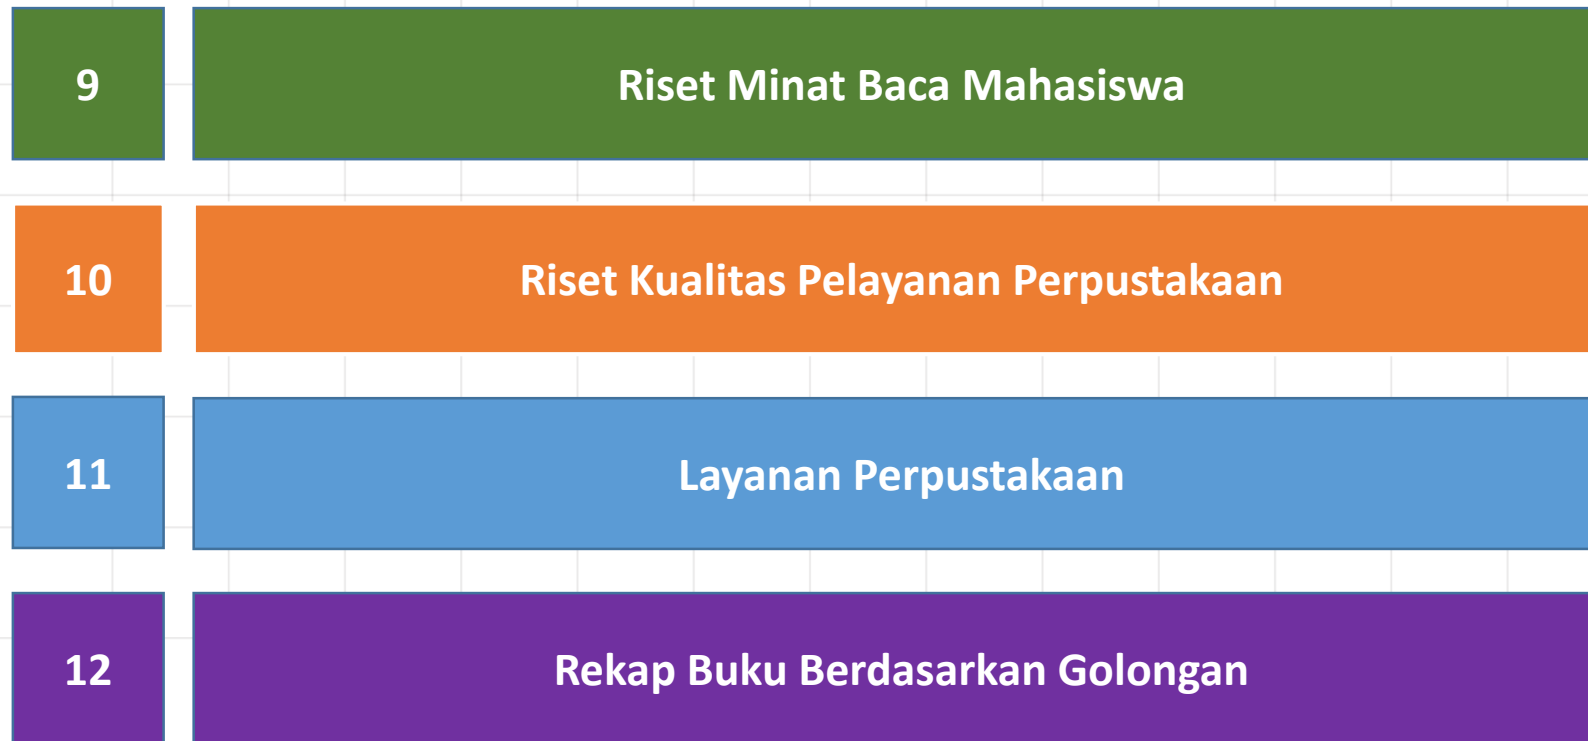 9
Riset Minat Baca Mahasiswa
10
Riset Kualitas Pelayanan Perpustakaan
11
Layanan Perpustakaan
12
Rekap Buku Berdasarkan Golongan